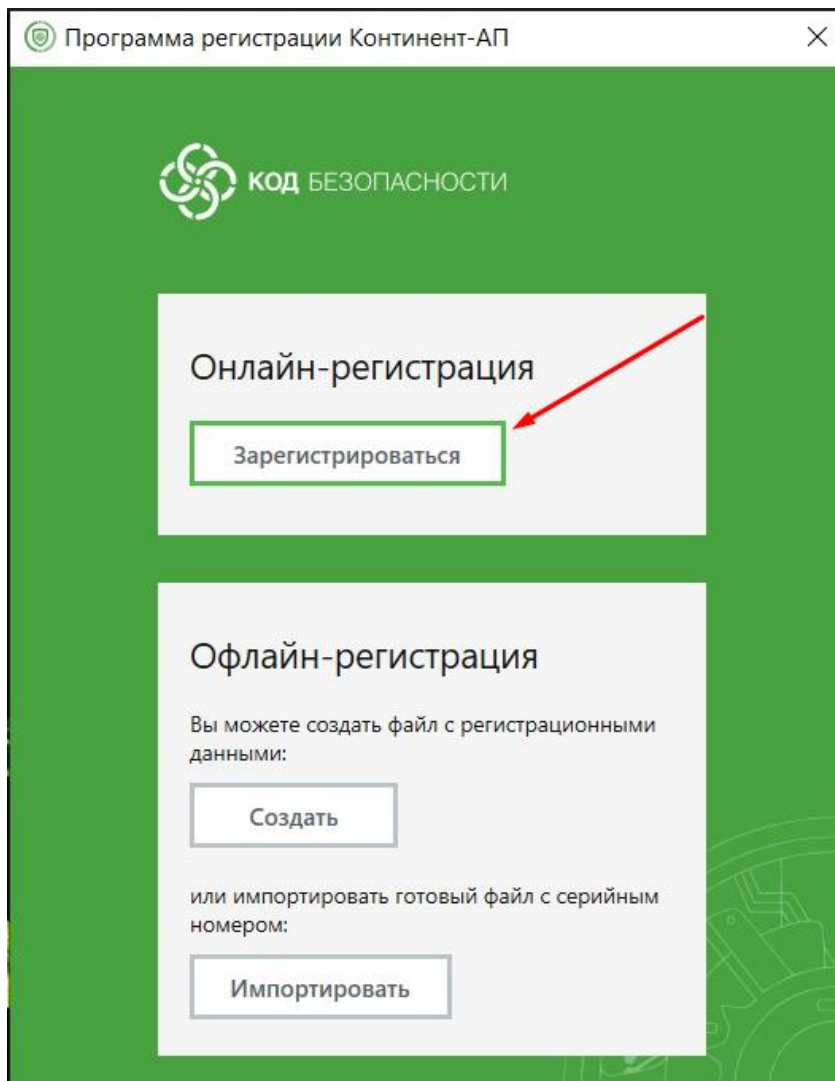 Программа регистрации Континент-АП
КОД БЕЗОПАСНОСТИ
Онлайн-регистрация
Зарегистрироваться
Офлайн-регистрация
Вы можете создать файл с регистрационными
данными:
Создать
или импортировать готовый файл с серийным
номером:
Импортировать